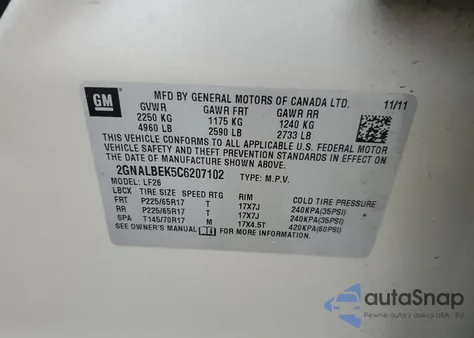 GM
MFD BY GENERAL MOTORS OF CANADA LTD. 11/11
GVWR GAWR FRT GAWR RR
2250 KG 1175 KG 1240 KG
4960 LB 2590 LB 2733 LB
THIS VEHICLE CONFORMS TO ALL APPLICABLE U.S. FEDERAL MOTOR
VEHICLE SAFETY AND THEFT PREVENTION STANDARDS IN EFFECT
ON THE DATE OF MANUFACTURE SHOWN ABOVE.
2GNALBEK5C6207102 TYPE: M.P.V.
MODEL: LF26
LBCX TIRE SIZE SPEED RTG RIM COLD TIRE PRESSURE
FRT P225/65R17 T 17X7J 240KPA(35PSI)
RR P225/65R17 T 17X7J 240KPA(35PSI)
SPA T145/70R17 M 17X4.5T 420KPA(60PSI)
SEE OWNER'S MANUAL FOR MORE INFORMATION.
autoSnap